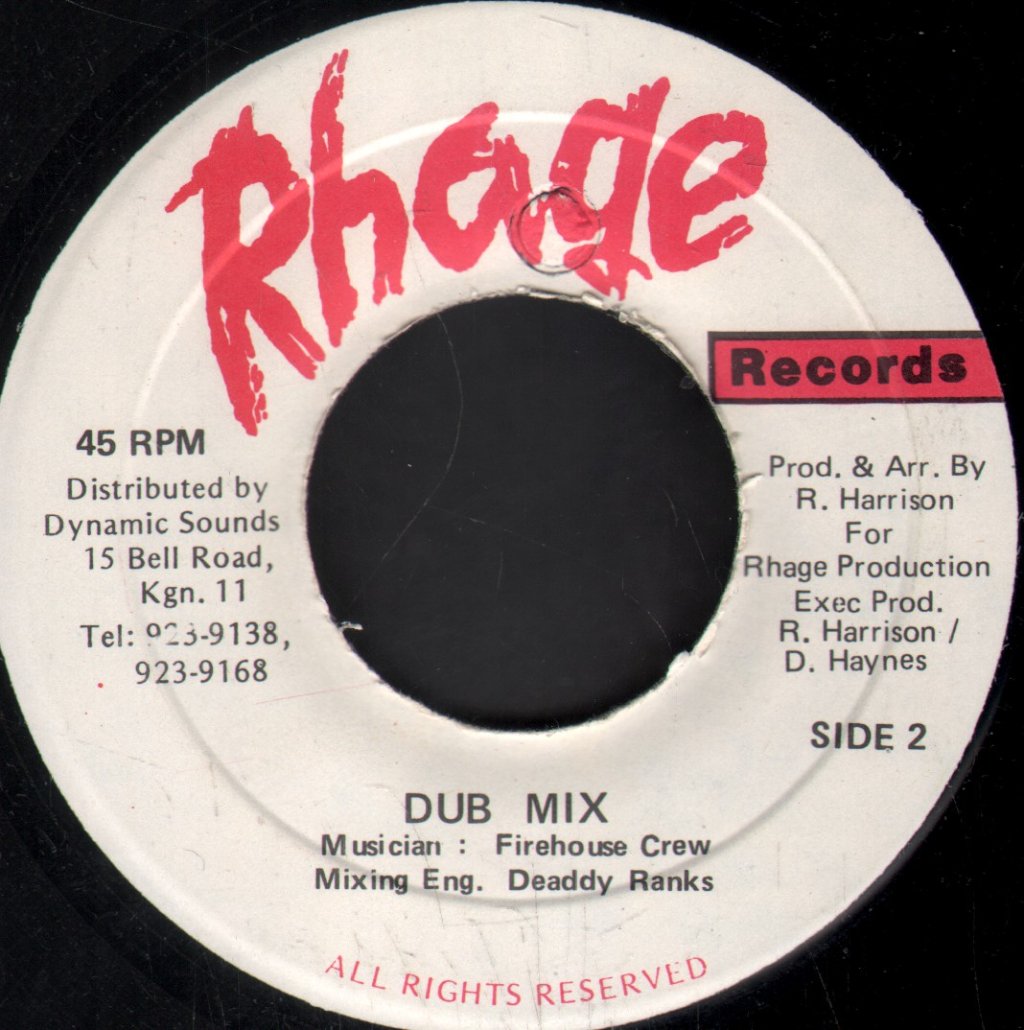 Rhage
Records
45 RPM
Distributed by
Dynamic Sounds
15 Bell Road,
Kgn. 11
Tel: 923-9138,
923-9168
Prod. & Arr. By
R. Harrison
For
Rhage Production
Exec Prod.
R. Harrison /
D. Haynes
SIDE 2
DUB MIX
Musician : Firehouse Crew
Mixing Eng. Deaddy Ranks
ALL RIGHTS RESERVED